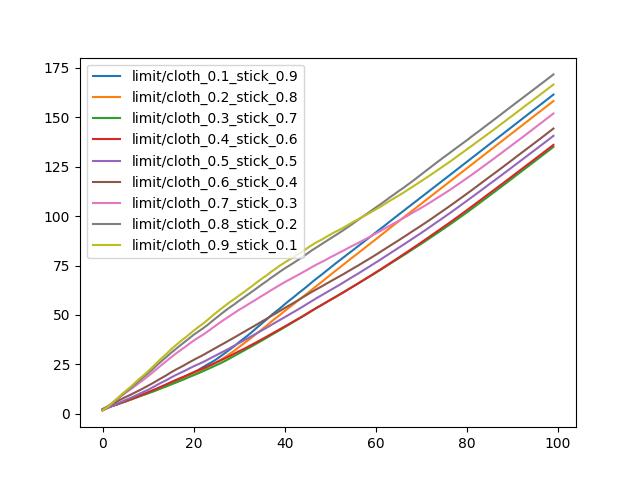 175
150
125
100
75
50
25
0
limit/cloth_0.1_stick_0.9
limit/cloth_0.2_stick_0.8
limit/cloth_0.3_stick_0.7
limit/cloth_0.4_stick_0.6
limit/cloth_0.5_stick_0.5
limit/cloth_0.6_stick_0.4
limit/cloth_0.7_stick_0.3
limit/cloth_0.8_stick_0.2
limit/cloth_0.9_stick_0.1
0 20 40 60 80 100